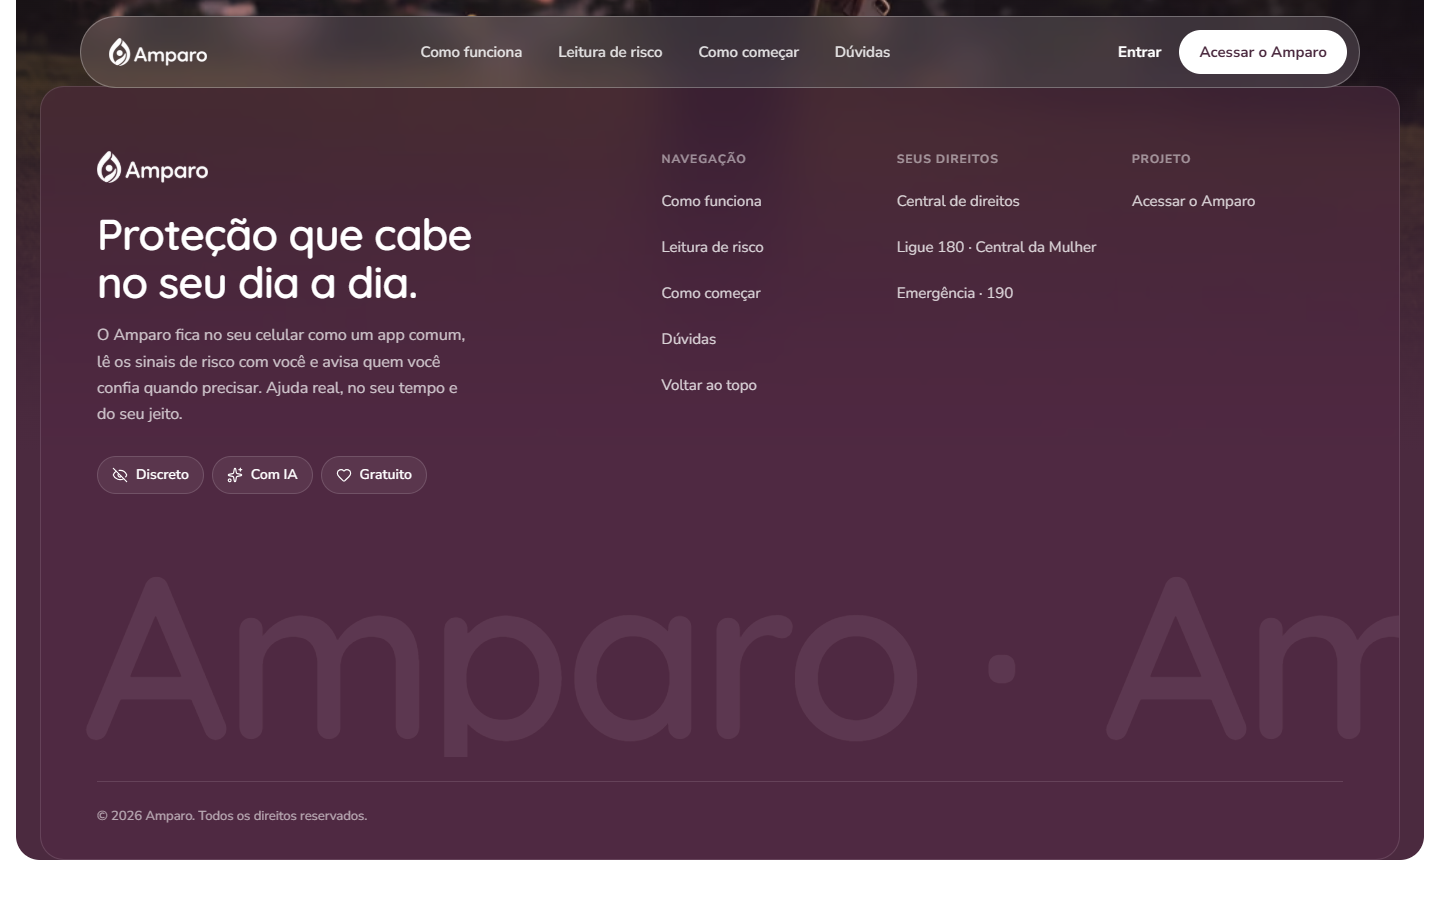 Amparo
Como funciona
Leitura de risco
Como começar
Dúvidas
Entrar
Acessar o Amparo
Amparo
Proteção que cabe
no seu dia a dia.
O Amparo fica no seu celular como um app comum,
lê os sinais de risco com você e avisa quem você
confia quando precisar. Ajuda real, no seu tempo e
do seu jeito.
Discreto
Com IA
Gratuito
NAVEGAÇÃO
Como funciona
Leitura de risco
Como começar
Dúvidas
Voltar ao topo
SEUS DIREITOS
Central de direitos
Ligue 180 · Central da Mulher
Emergência · 190
PROJETO
Acessar o Amparo
Amparo · Am
© 2026 Amparo. Todos os direitos reservados.